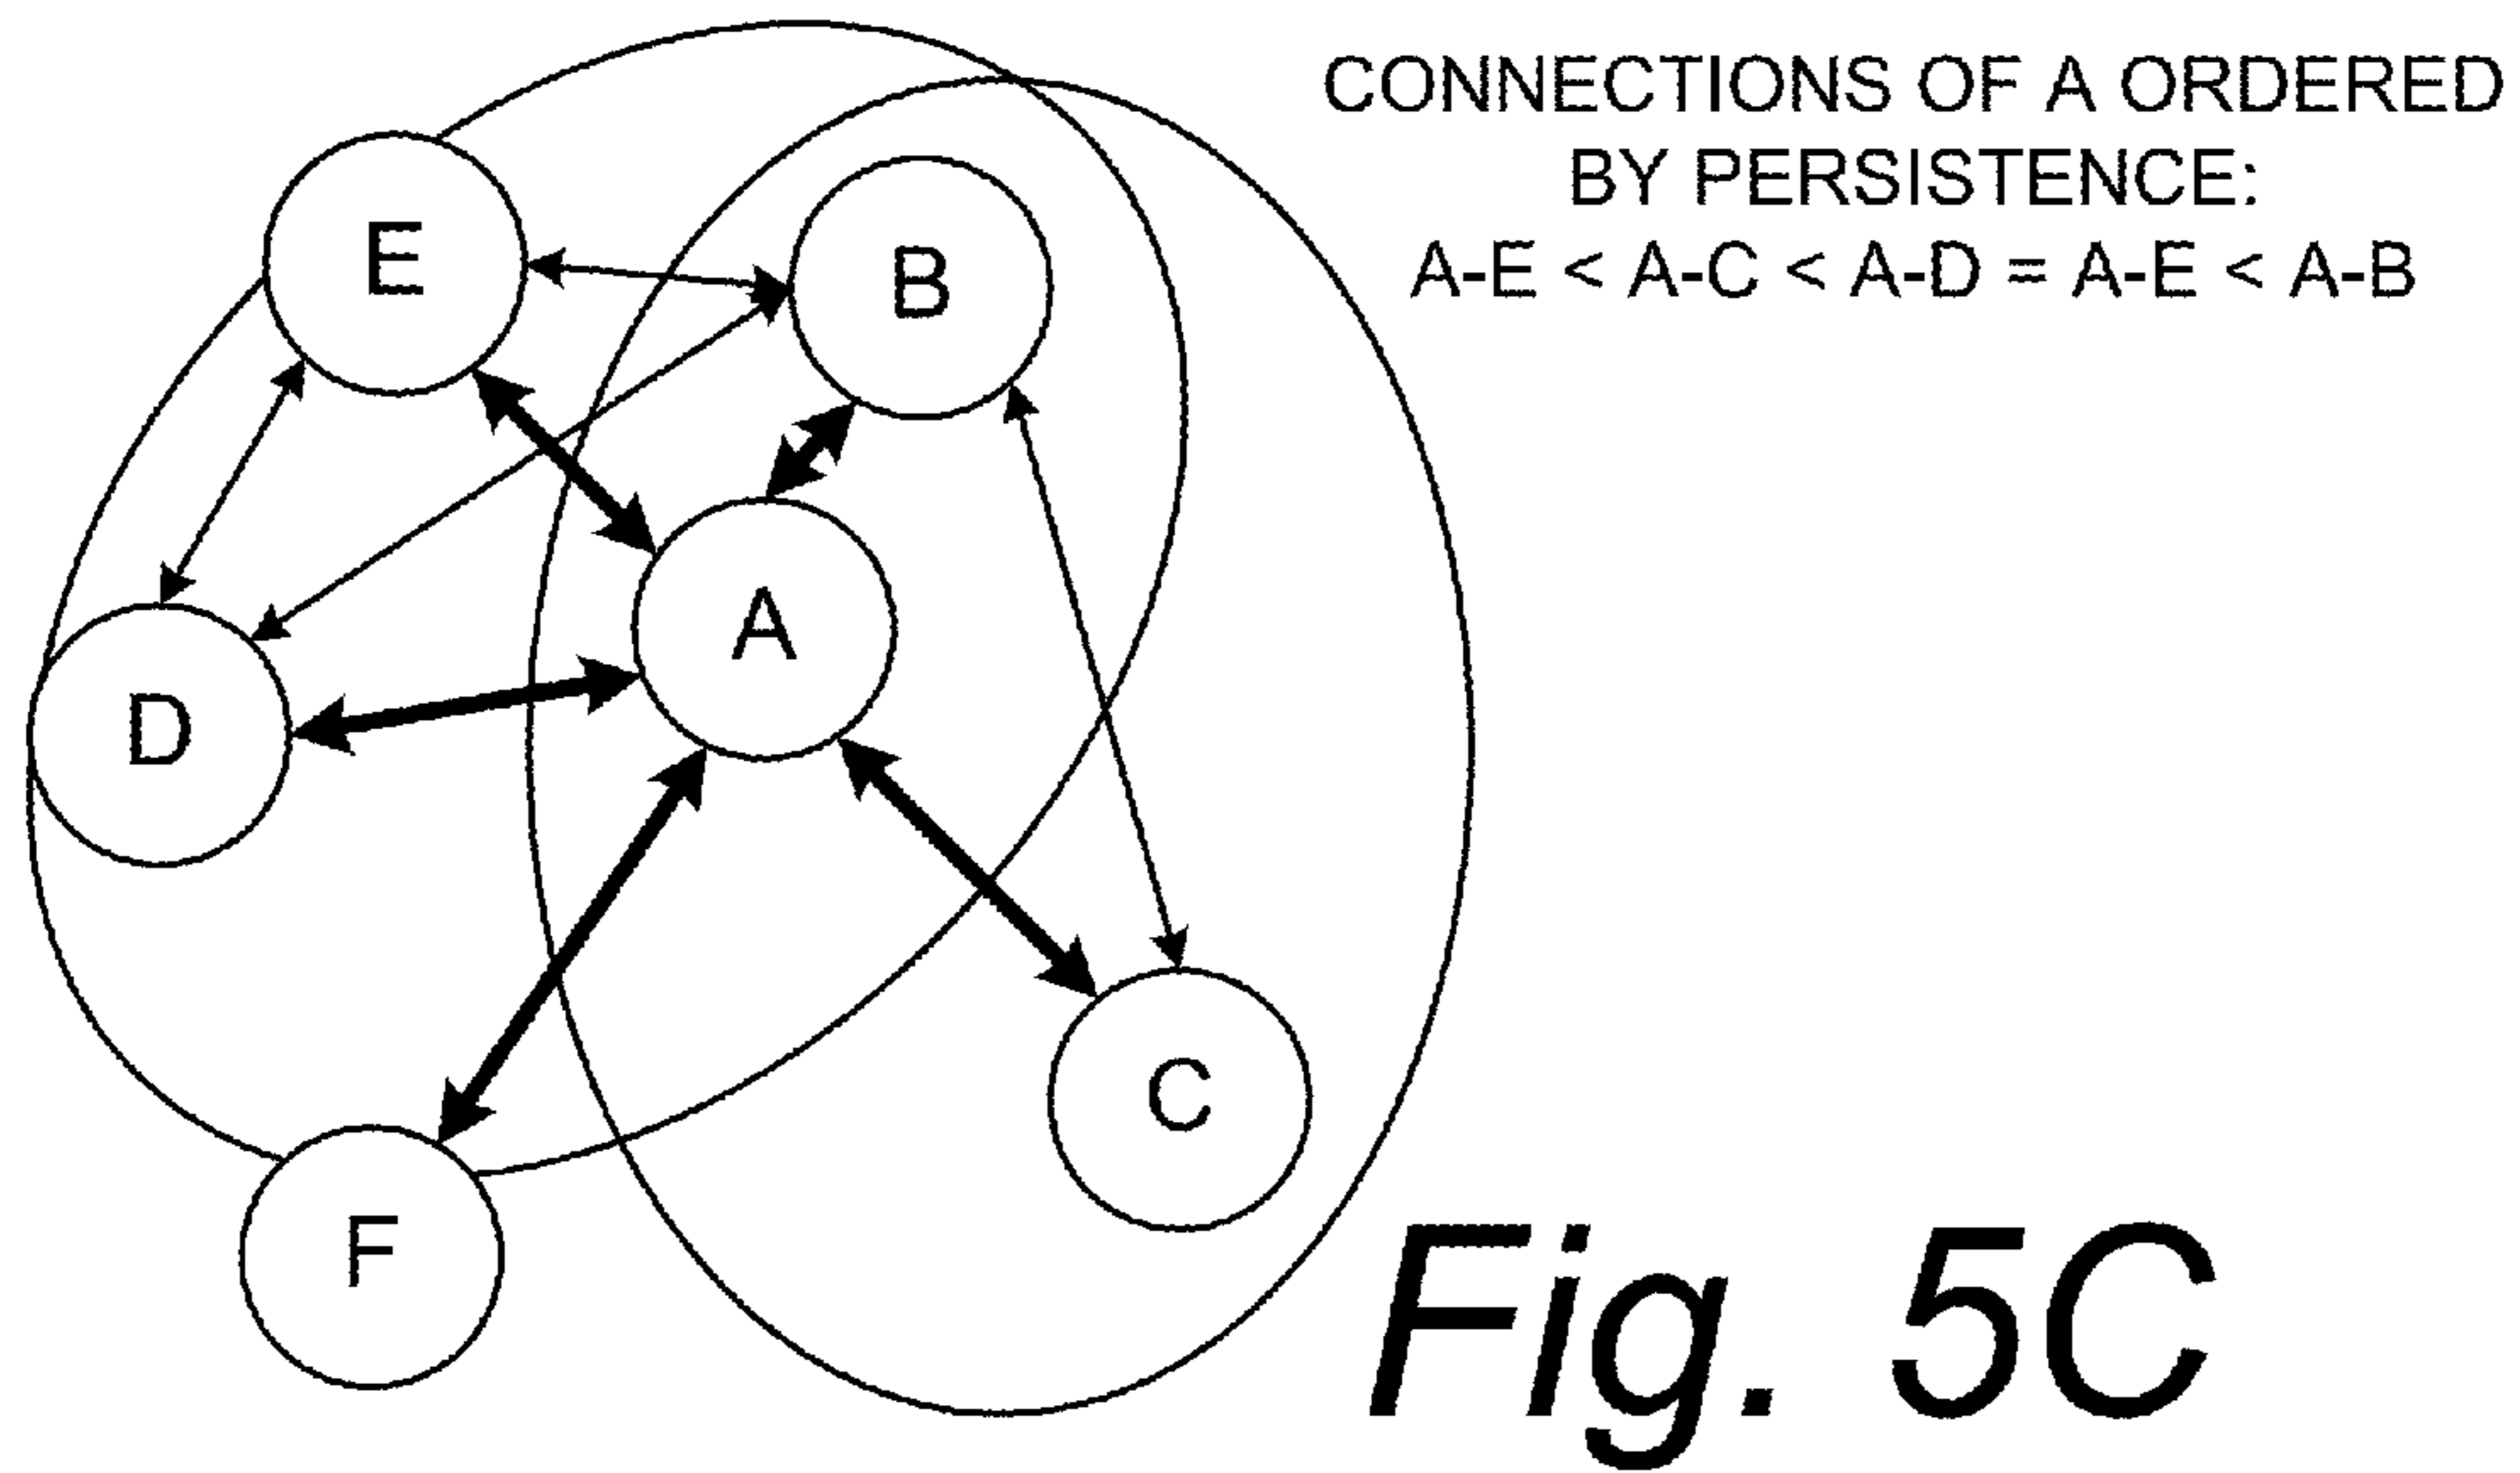 CONNECTIONS OF A ORDERED
BY PERSISTENCE:
A-E < A-C < A-D = A-E < A-B
E
B
A
D
C
F
Fig. 5C